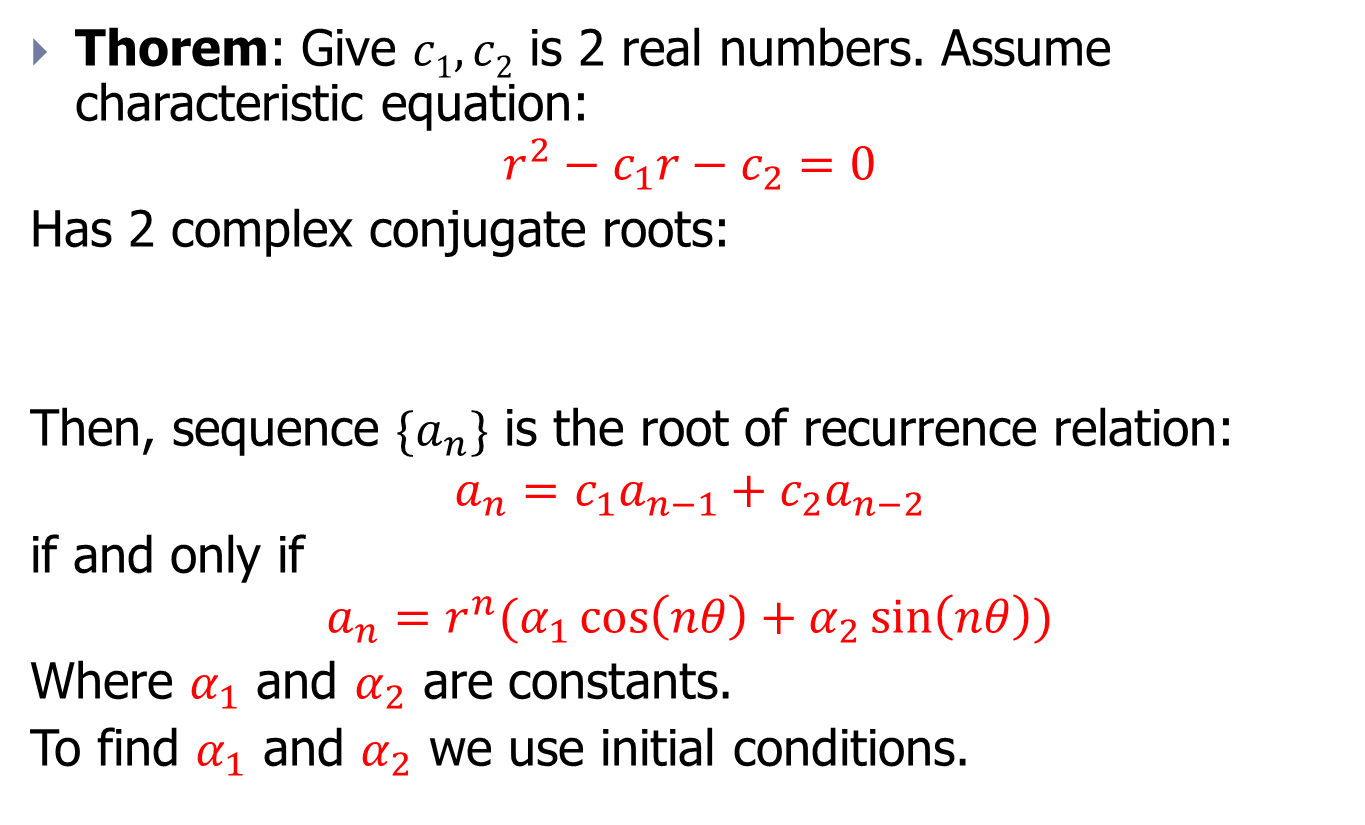 Thorem: Give c₁, c₂ is 2 real numbers. Assume
characteristic equation:
r² − c₁r − c₂ = 0
Has 2 complex conjugate roots:
Then, sequence {aₙ} is the root of recurrence relation:
aₙ = c₁aₙ₋₁ + c₂aₙ₋₂
if and only if
aₙ = rⁿ(α₁ cos(nθ) + α₂ sin(nθ))
Where α₁ and α₂ are constants.
To find α₁ and α₂ we use initial conditions.